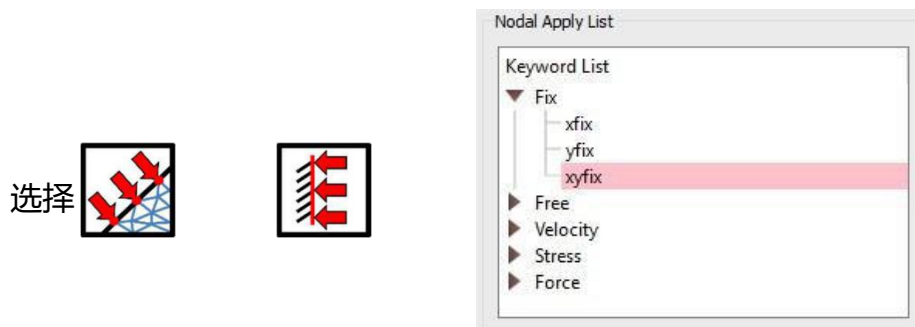 Nodal Apply List
Keyword List
Fix
xfix
yfix
xyfix
Free
Velocity
Stress
Force
选择